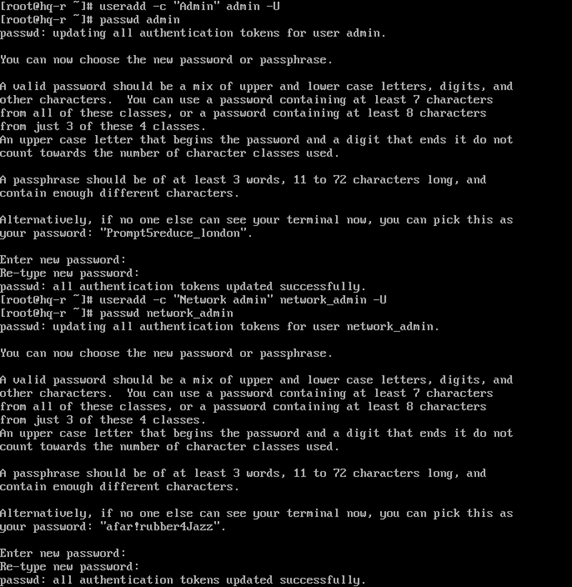 [root@hq-r ~]# useradd -c "Admin" admin -U
[root@hq-r ~]# passwd admin
passwd: updating all authentication tokens for user admin.
You can now choose the new password or passphrase.
A valid password should be a mix of upper and lower case letters, digits, and
other characters.  You can use a password containing at least 7 characters
from all of these classes, or a password containing at least 8 characters
from just 3 of these 4 classes.
An upper case letter that begins the password and a digit that ends it do not
count towards the number of character classes used.
A passphrase should be of at least 3 words, 11 to 72 characters long, and
contain enough different characters.
Alternatively, if no one else can see your terminal now, you can pick this as
your password: "Prompt5reduce_london".
Enter new password:
Re-type new password:
passwd: all authentication tokens updated successfully.
[root@hq-r ~]# useradd -c "Network admin" network_admin -U
[root@hq-r ~]# passwd network_admin
passwd: updating all authentication tokens for user network_admin.
You can now choose the new password or passphrase.
A valid password should be a mix of upper and lower case letters, digits, and
other characters.  You can use a password containing at least 7 characters
from all of these classes, or a password containing at least 8 characters
from just 3 of these 4 classes.
An upper case letter that begins the password and a digit that ends it do not
count towards the number of character classes used.
A passphrase should be of at least 3 words, 11 to 72 characters long, and
contain enough different characters.
Alternatively, if no one else can see your terminal now, you can pick this as
your password: "afar!rubber4Jazz".
Enter new password:
Re-type new password:
passwd: all authentication tokens updated successfully.